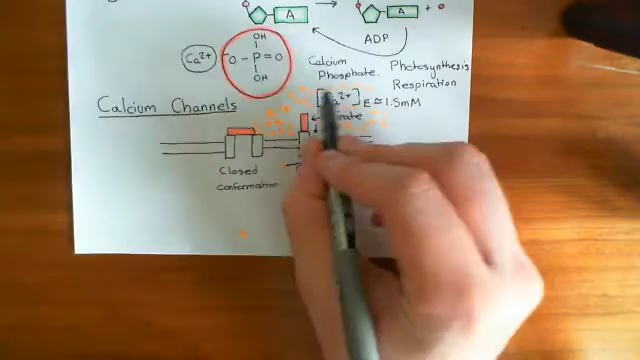 A
A
ADP
Ca2+
OH
O - P = O
OH
Calcium
Phosphate.
Photosynthesis
Respiration
Calcium Channels
E ≈ 1.5mM
Closed
conformation